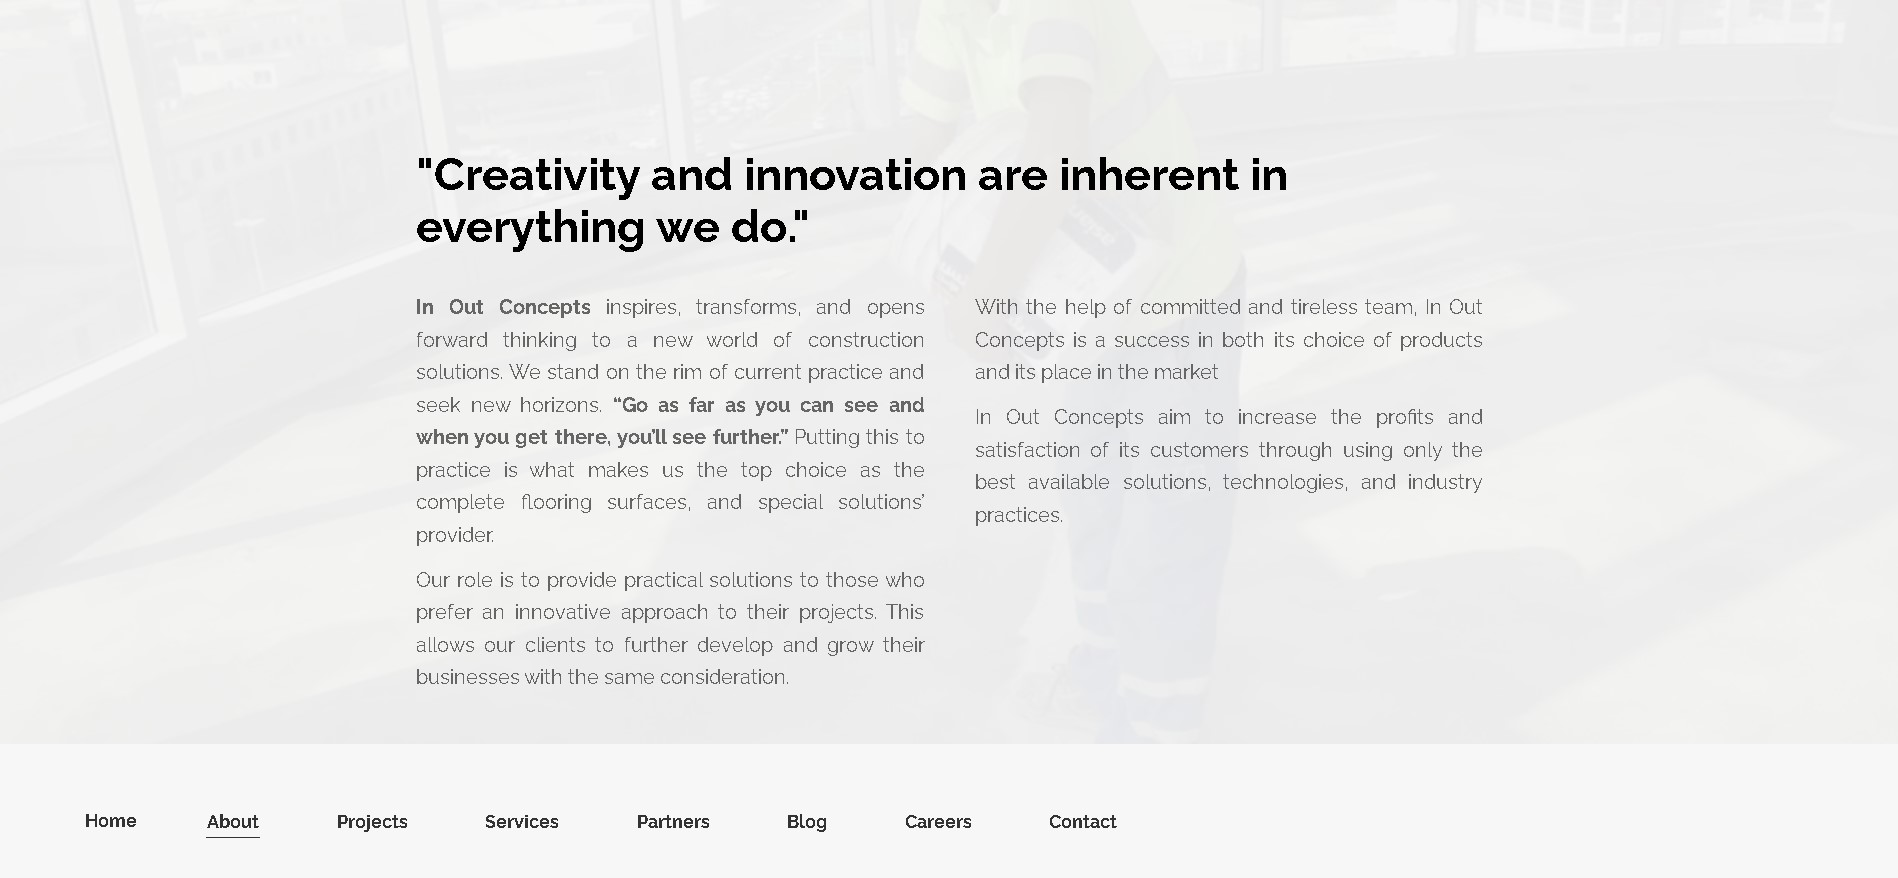 "Creativity and innovation are inherent in
everything we do."
In Out Concepts inspires, transforms, and opens
forward thinking to a new world of construction
solutions. We stand on the rim of current practice and
seek new horizons. “Go as far as you can see and
when you get there, you’ll see further.” Putting this to
practice is what makes us the top choice as the
complete flooring surfaces, and special solutions’
provider.
Our role is to provide practical solutions to those who
prefer an innovative approach to their projects. This
allows our clients to further develop and grow their
businesses with the same consideration.
With the help of committed and tireless team, In Out
Concepts is a success in both its choice of products
and its place in the market
In Out Concepts aim to increase the profits and
satisfaction of its customers through using only the
best available solutions, technologies, and industry
practices.
Home About Projects Services Partners Blog Careers Contact